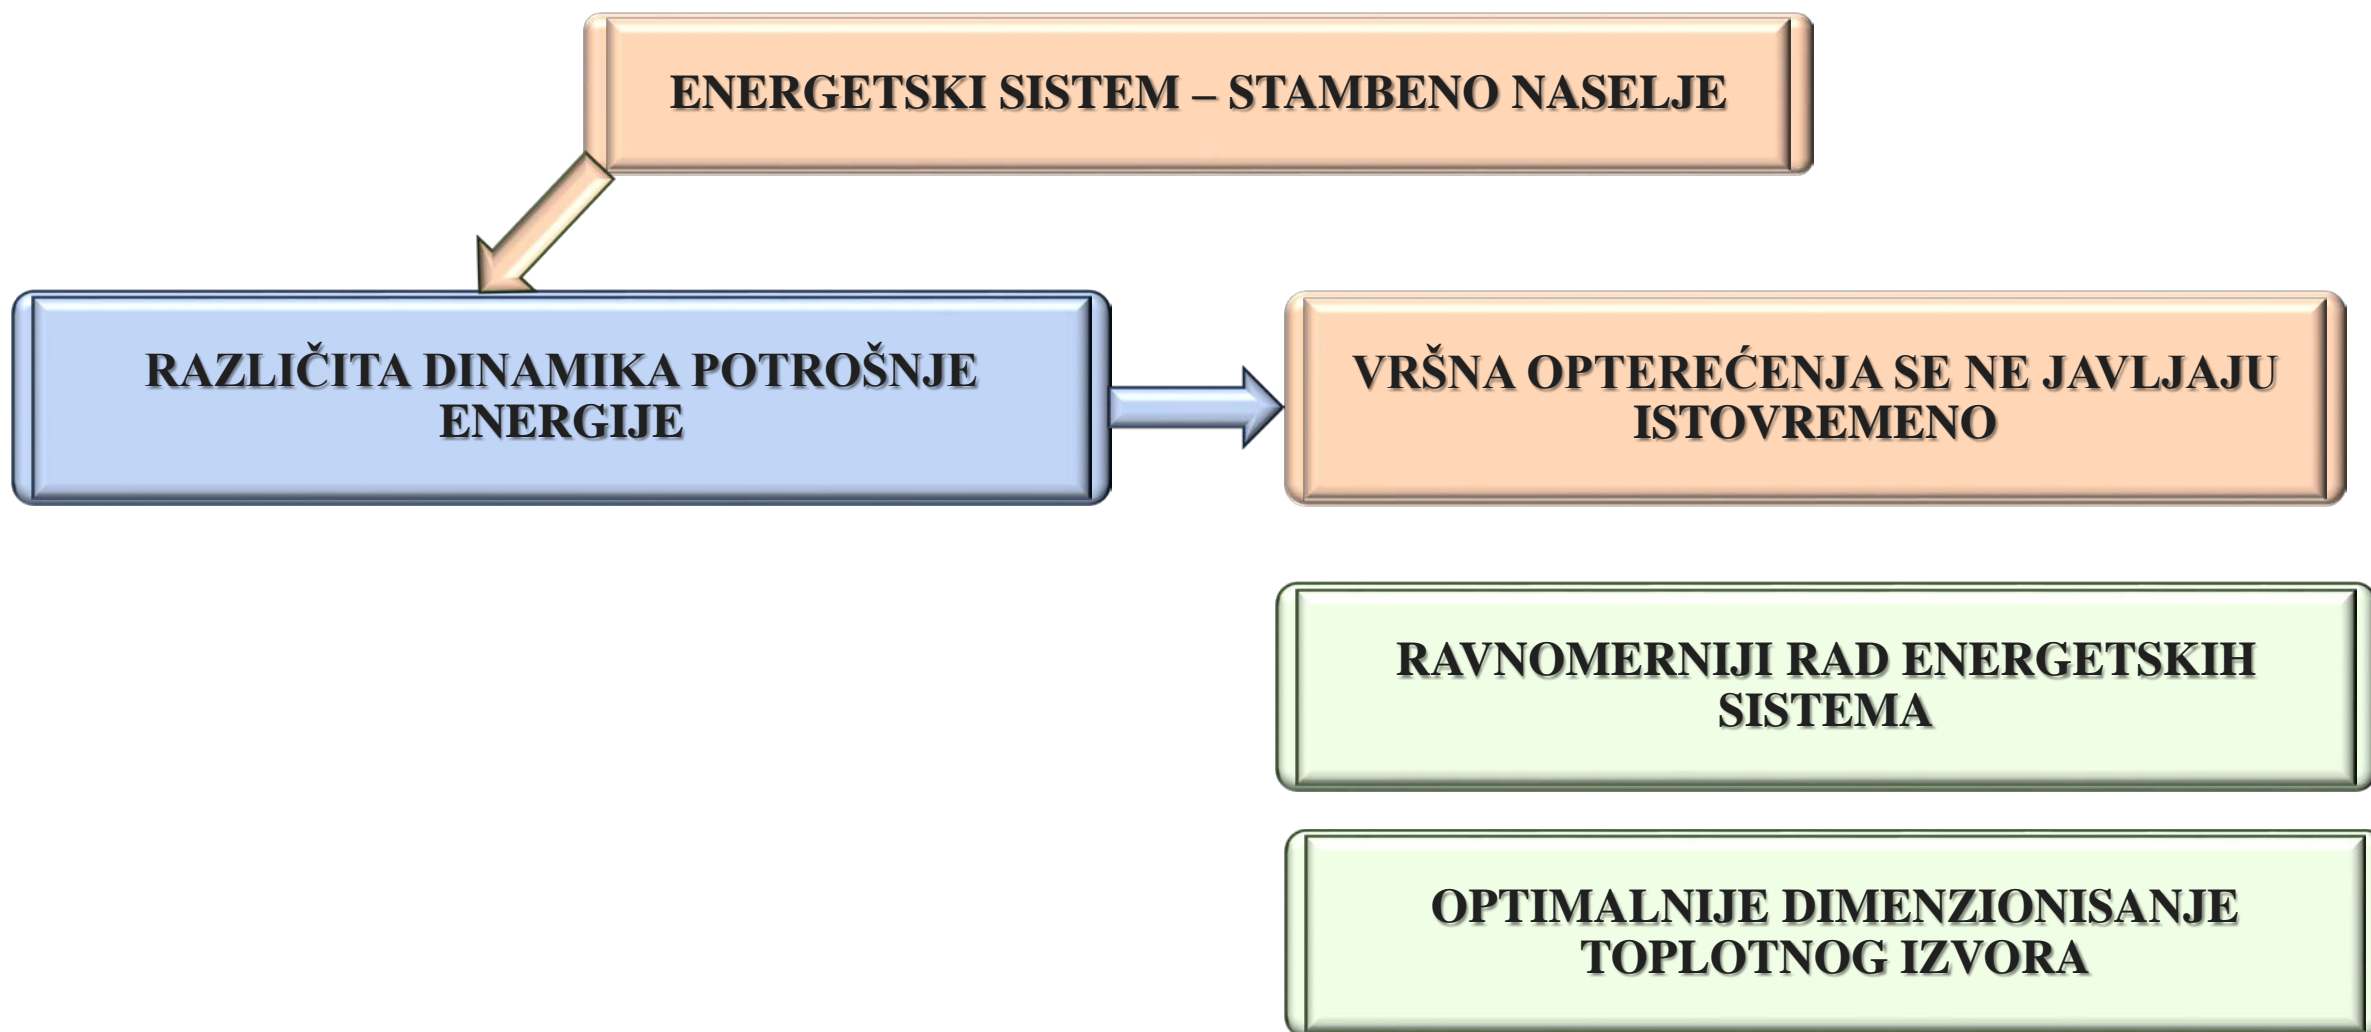 ENERGETSKI SISTEM – STAMBENO NASELJE
RAZLIČITA DINAMIKA POTROŠNJE
ENERGIJE
VRŠNA OPTEREĆENJA SE NE JAVLJAJU
ISTOVREMENO
RAVNOMERNIJI RAD ENERGETSKIH
SISTEMA
OPTIMALNIJE DIMENZIONISANJE
TOPLOTNOG IZVORA